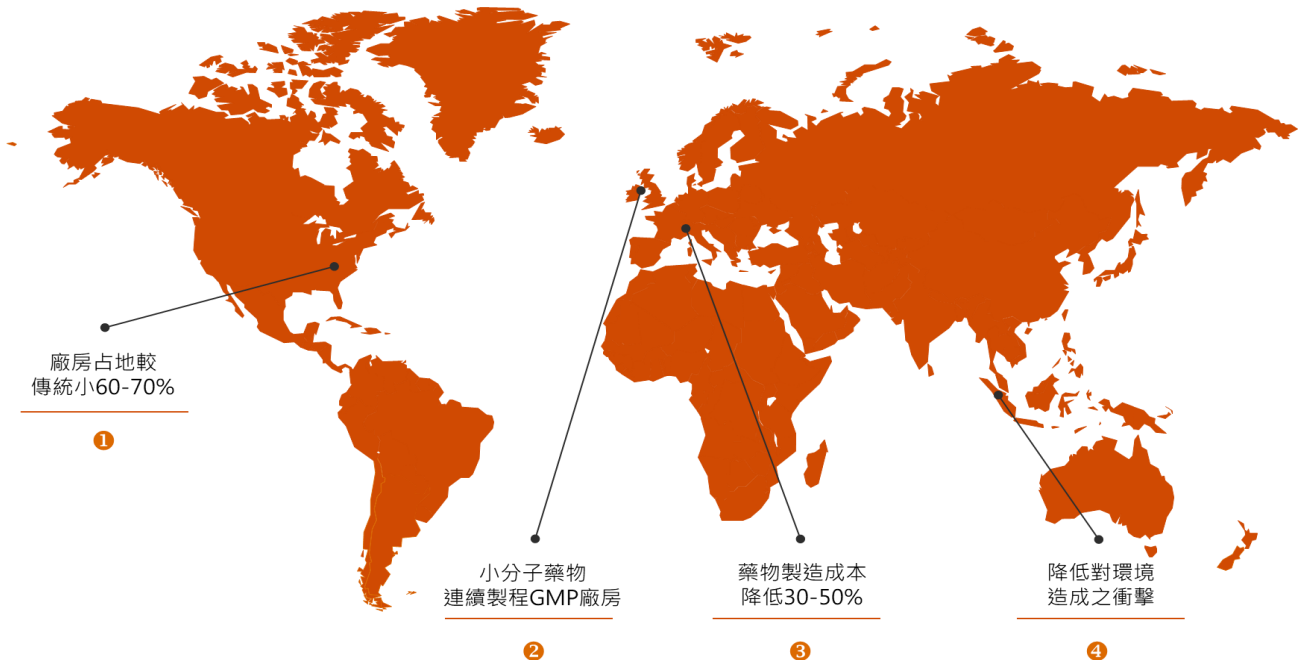 廠房占地較
傳統小60-70%
❶
小分子藥物
連續製程GMP廠房
❷
藥物製造成本
降低30-50%
❸
降低對環境
造成之衝擊
❹